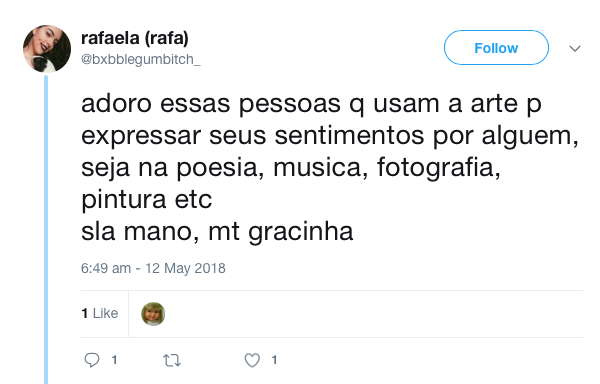 rafaela (rafa)
@bxbblegumbitch_
Follow
adoro essas pessoas q usam a arte p
expressar seus sentimentos por alguem,
seja na poesia, musica, fotografia,
pintura etc
sla mano, mt gracinha
6:49 am - 12 May 2018
1 Like
1
1